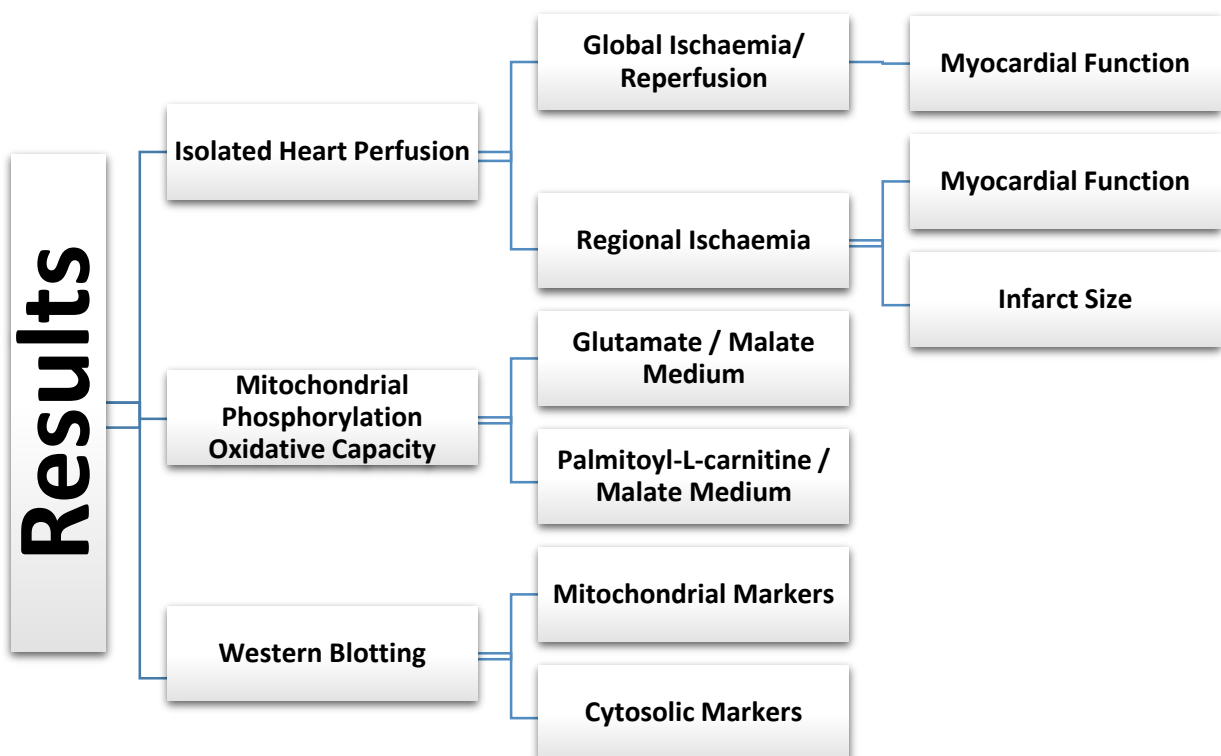 Results
Isolated Heart Perfusion
Global Ischaemia/
Reperfusion
Myocardial Function
Regional Ischaemia
Myocardial Function
Infarct Size
Mitochondrial
Phosphorylation
Oxidative Capacity
Glutamate / Malate
Medium
Palmitoyl-L-carnitine /
Malate Medium
Western Blotting
Mitochondrial Markers
Cytosolic Markers